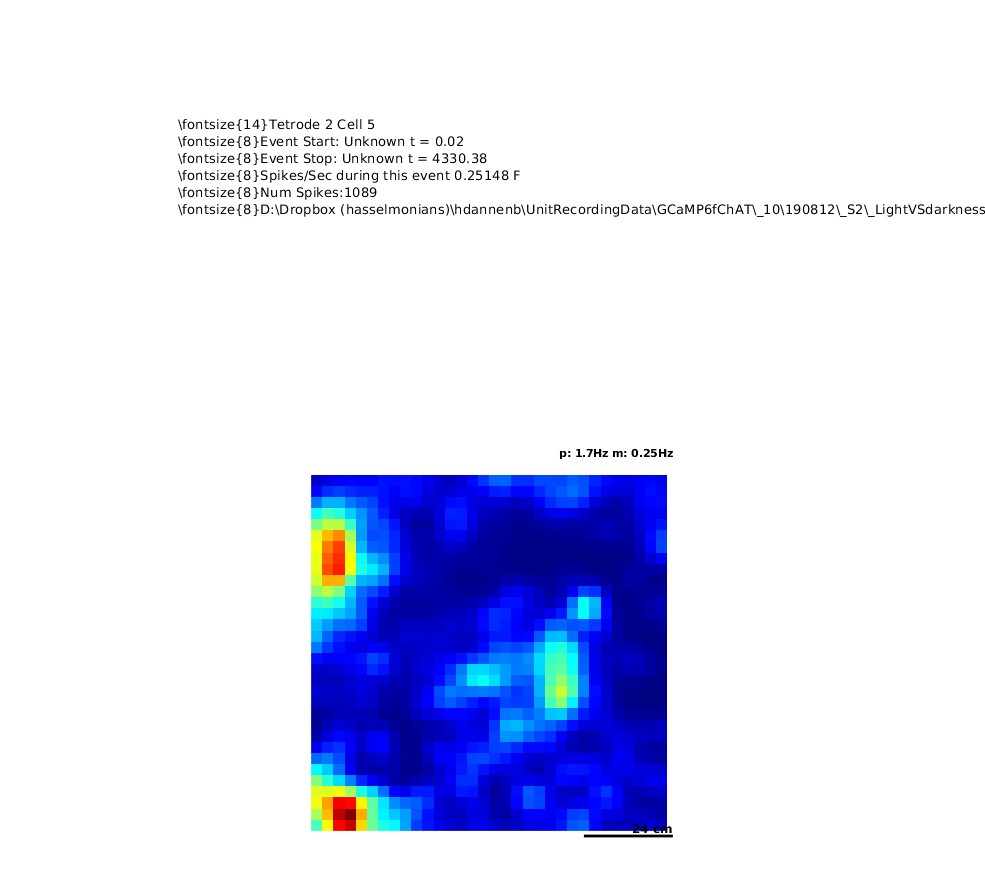 \fontsize{14}Tetrode 2 Cell 5
\fontsize{8}Event Start: Unknown t = 0.02
\fontsize{8}Event Stop: Unknown t = 4330.38
\fontsize{8}Spikes/Sec during this event 0.25148 F
\fontsize{8}Num Spikes:1089
\fontsize{8}D:\Dropbox (hasselmonians)\hdannenb\UnitRecordingData\GCaMP6fChAT\_10\190812\_S2\_LightVSdarkness
p: 1.7Hz m: 0.25Hz
24 cm